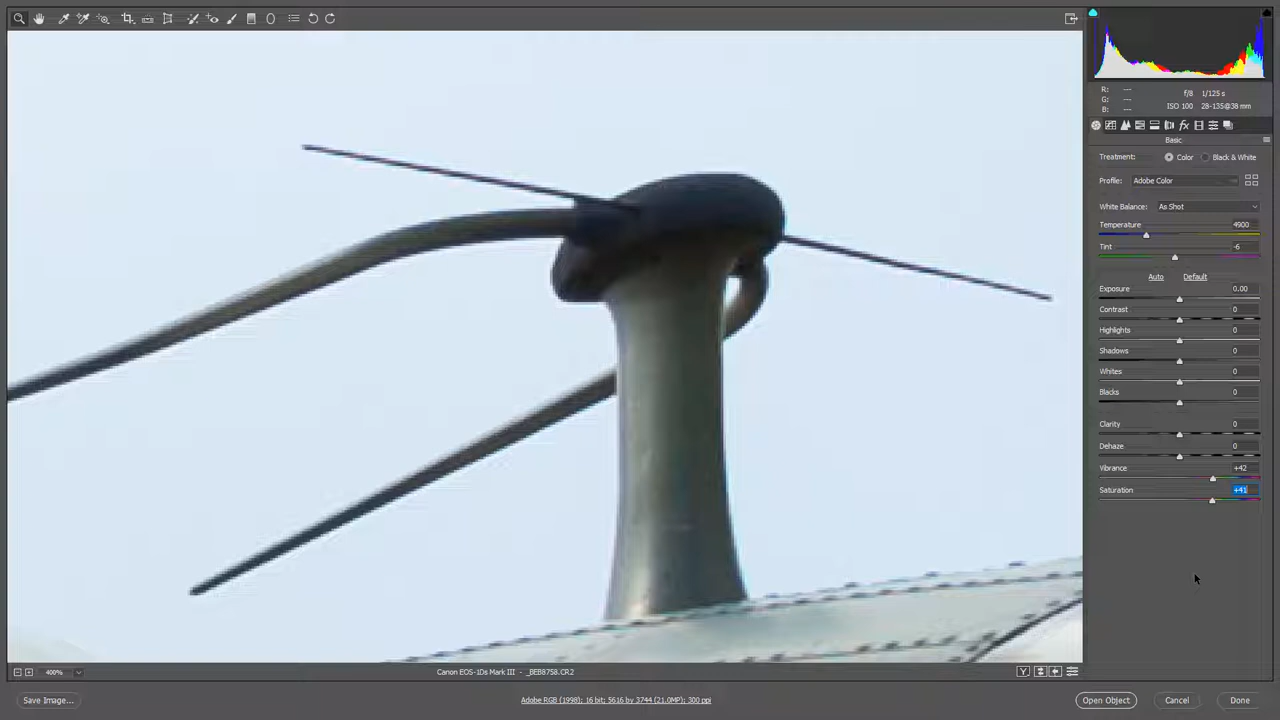 R: ---
G: ---
B: ---
f/8 1/125 s
ISO 100 28-135@38 mm
fx
Basic
Treatment: Color Black & White
Profile: Adobe Color
White Balance: As Shot
Temperature 4900
Tint -6
Auto Default
Exposure 0.00
Contrast 0
Highlights 0
Shadows 0
Whites 0
Blacks 0
Clarity 0
Dehaze 0
Vibrance +42
Saturation +41
400% Canon EOS-1Ds Mark III - _BEB8758.CR2 Y
Save Image... Adobe RGB (1998); 16 bit; 5616 by 3744 (21.0MP); 300 ppi Open Object Cancel Done